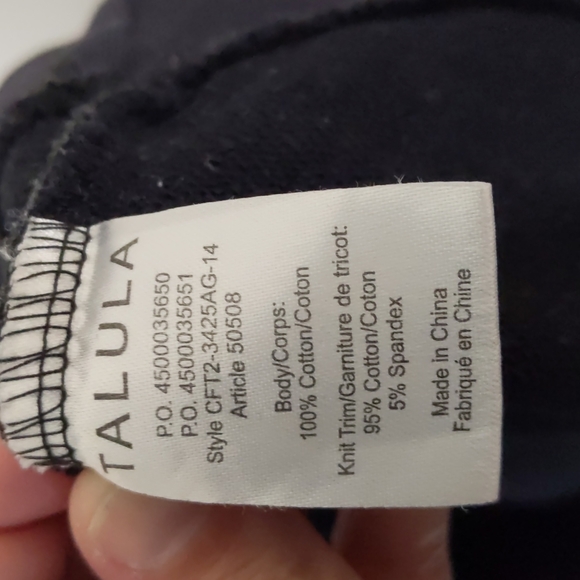 TALULA
P.O. 4500035650
P.O. 4500035651
Style CFT2-3425AG-14
Article 50508
Body/Corps:
100% Cotton/Coton
Knit Trim/Garniture de tricot:
95% Cotton/Coton
5% Spandex
Made in China
Fabriqué en Chine